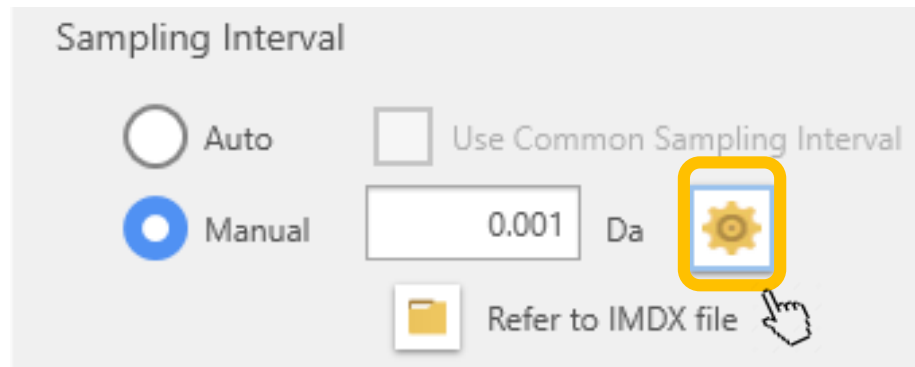 Sampling Interval
Auto Use Common Sampling Interval
Manual 0.001 Da
Refer to IMDX file